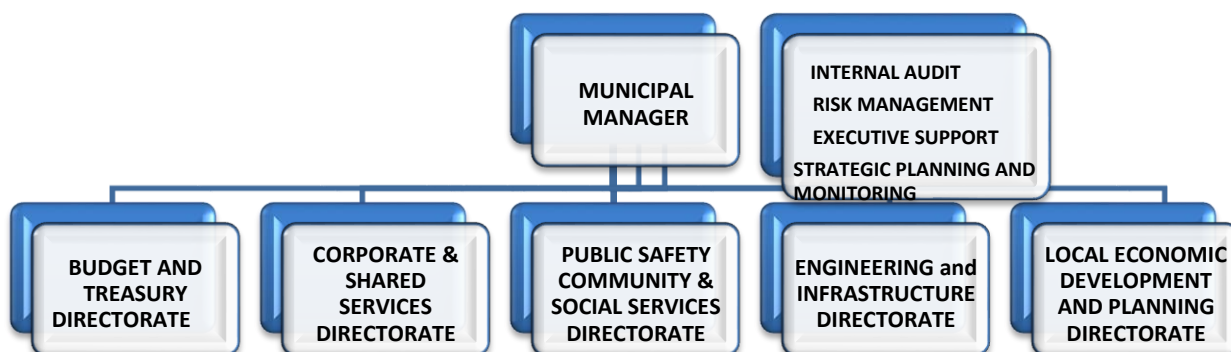 MUNICIPAL
MANAGER
INTERNAL AUDIT
RISK MANAGEMENT
EXECUTIVE SUPPORT
STRATEGIC PLANNING AND
MONITORING
BUDGET AND
TREASURY
DIRECTORATE
CORPORATE &
SHARED
SERVICES
DIRECTORATE
PUBLIC SAFETY
COMMUNITY &
SOCIAL SERVICES
DIRECTORATE
ENGINEERING and
INFRASTRUCTURE
DIRECTORATE
LOCAL ECONOMIC
DEVELOPMENT
AND PLANNING
DIRECTORATE